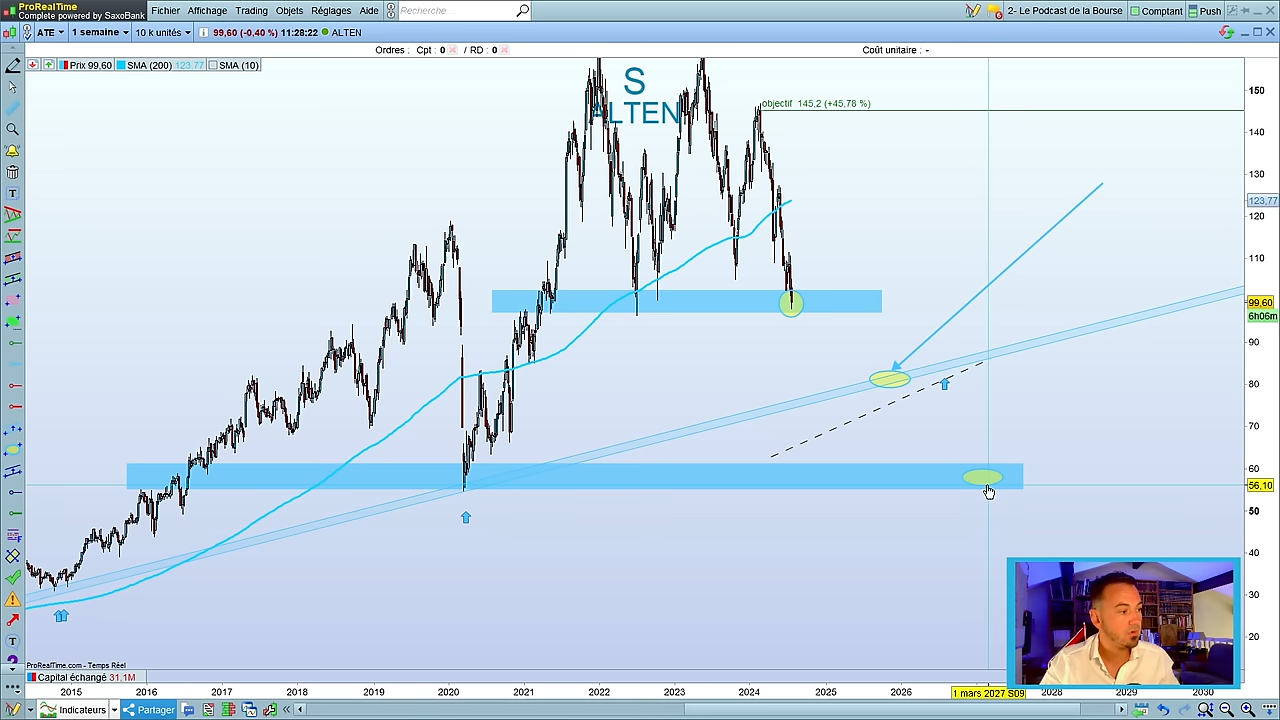 ProRealTime
Complete powered by SaxoBank
Fichier Affichage Trading Objets Options Réglages Aide Recherche...
2- Le Podcast de la Bourse Comptant Push
ATE 1 semaine 10 k unités 99,60 (-0,40 %) 11:28:22 ALTEN
Ordres : Cpt : 0 / RD : 0 Coût unitaire : -
Prix 99,60 SMA (200) 123.77 SMA (10)
S
ALTEN
objectif 145,2 (+45,78 %)
150
140
130
123,77
120
110
99,60
6h06m
90
80
70
60
56,10
50
40
30
20
ProRealTime.com - Temps Réel
Capital échangé 31,1M
2015 2016 2017 2018 2019 2020 2021 2022 2023 2024 2025 2026 1 mars 2027 S09 2028 2029 2030
Indicateurs Partager